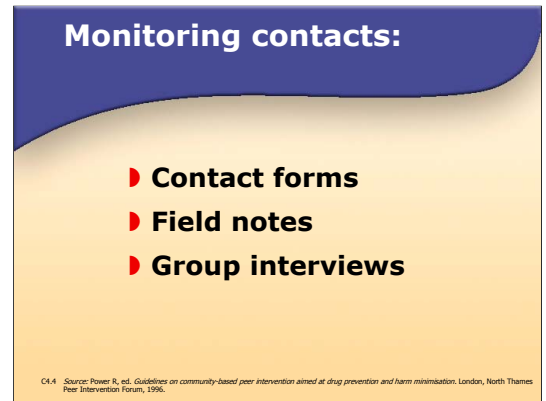 Monitoring contacts:
Contact forms
Field notes
Group interviews
C4.4 Source: Power R, ed. Guidelines on community-based peer intervention aimed at drug prevention and harm minimisation. London, North Thames
Peer Intervention Forum, 1996.